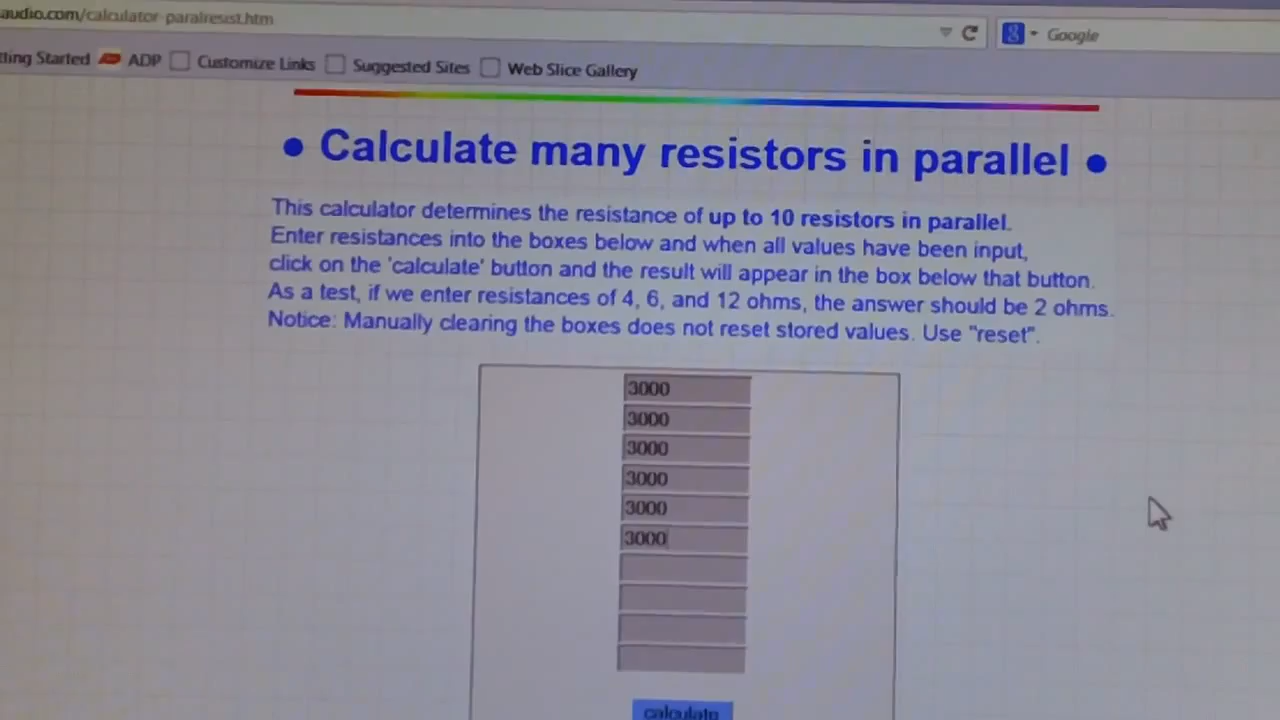 audio.com/calculator-paralresist.htm
Google
tting Started ADP Customize Links Suggested Sites Web Slice Gallery
• Calculate many resistors in parallel •
This calculator determines the resistance of up to 10 resistors in parallel.
Enter resistances into the boxes below and when all values have been input,
click on the 'calculate' button and the result will appear in the box below that button.
As a test, if we enter resistances of 4, 6, and 12 ohms, the answer should be 2 ohms.
Notice: Manually clearing the boxes does not reset stored values. Use "reset".
3000
3000
3000
3000
3000
3000
calculate